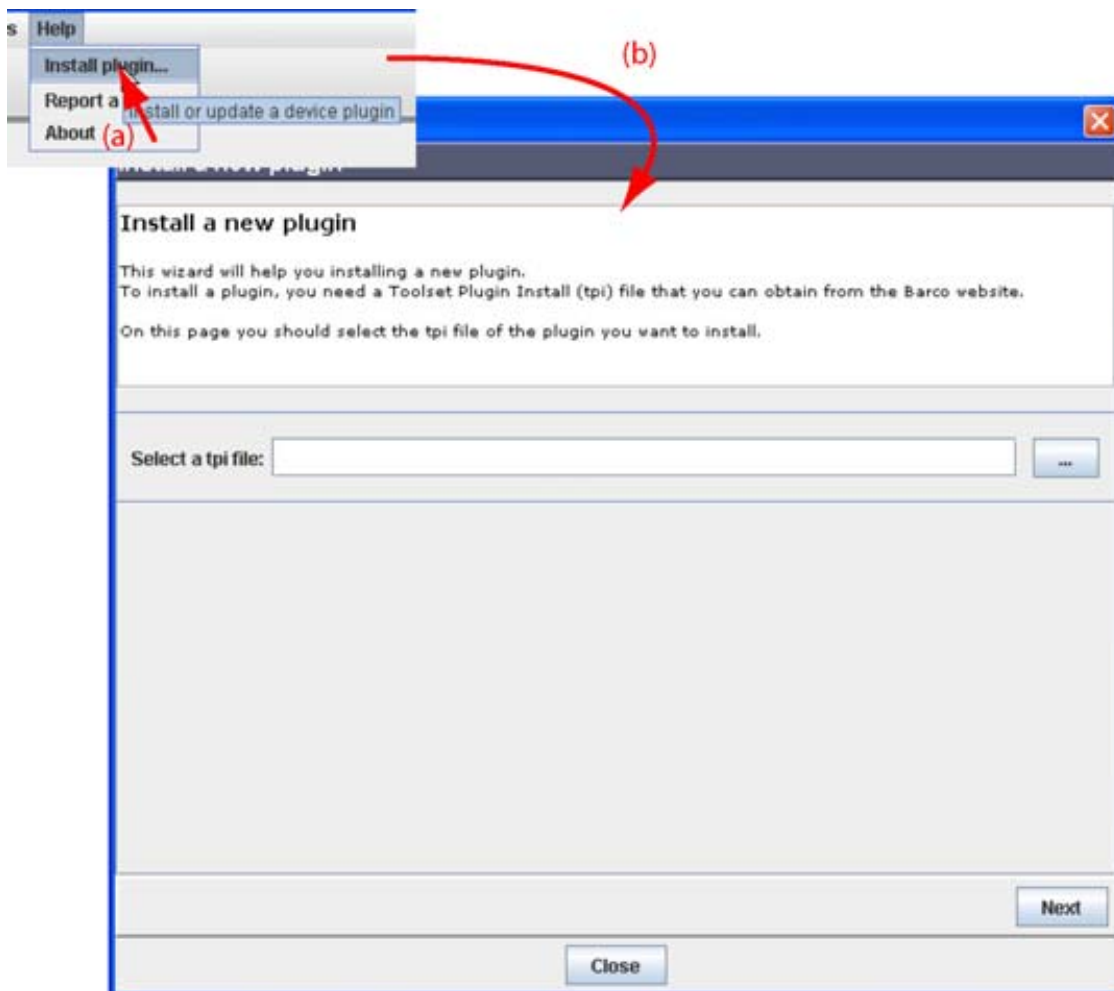 s Help
Install plugin...
Report a
Install or update a device plugin
About
(a)
(b)
Install a new plugin
Install a new plugin
This wizard will help you installing a new plugin.
To install a plugin, you need a Toolset Plugin Install (tpi) file that you can obtain from the Barco website.
On this page you should select the tpi file of the plugin you want to install.
Select a tpi file:
...
Next
Close